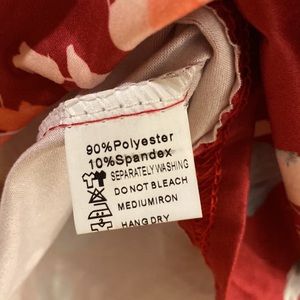 90%Polyester
10%Spandex
SEPARATELY WASHING
DO NOT BLEACH
MEDIUMIRON
HANG DRY